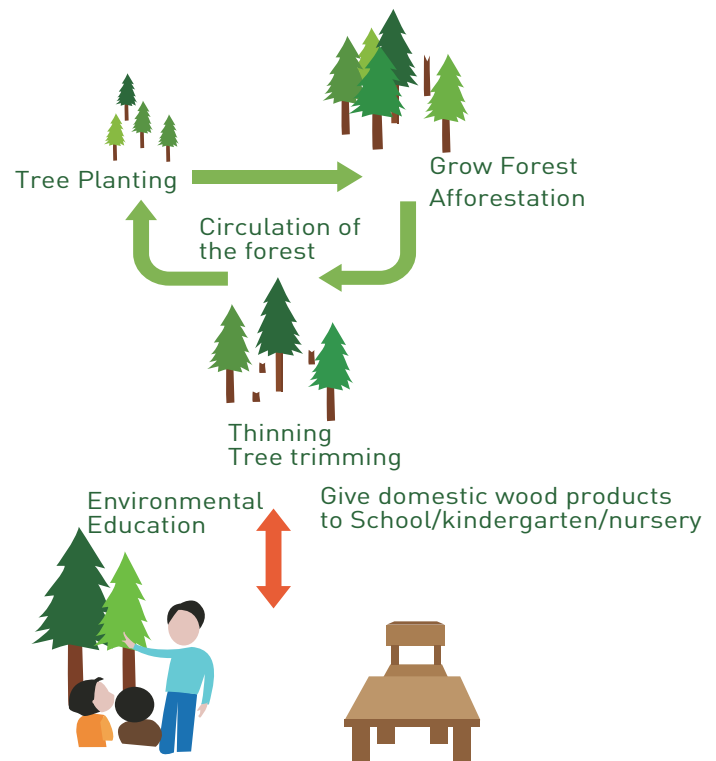 Tree Planting
Grow Forest
Afforestation
Circulation of
the forest
Thinning
Tree trimming
Environmental
Education
Give domestic wood products
to School/kindergarten/nursery